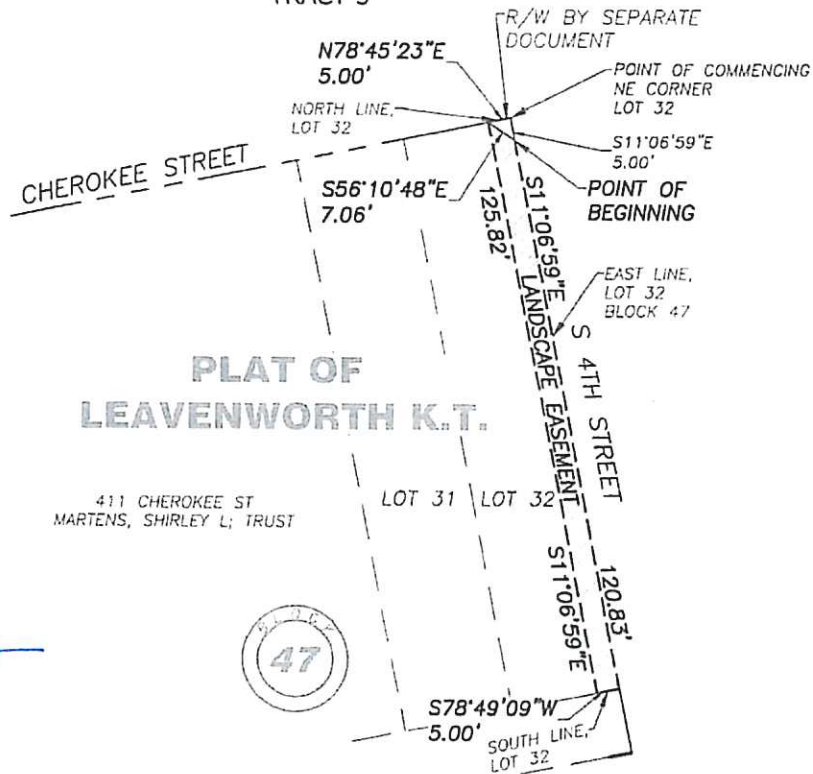 R/W BY SEPARATE
DOCUMENT
N78°45'23"E
5.00'
POINT OF COMMENCING
NE CORNER
LOT 32
NORTH LINE,
LOT 32
S11°06'59"E
5.00'
CHEROKEE STREET
S56°10'48"E
7.06'
POINT OF
BEGINNING
125.82'
S11°06'59"E
EAST LINE,
LOT 32
BLOCK 47
LANDSCAPE EASEMENT
S 4TH STREET
PLAT OF
LEAVENWORTH K.T.
411 CHEROKEE ST
MARTENS, SHIRLEY L; TRUST
LOT 31
LOT 32
S11°06'59"E
120.83'
BLOCK
47
S78°49'09"W
5.00'
SOUTH LINE,
LOT 32